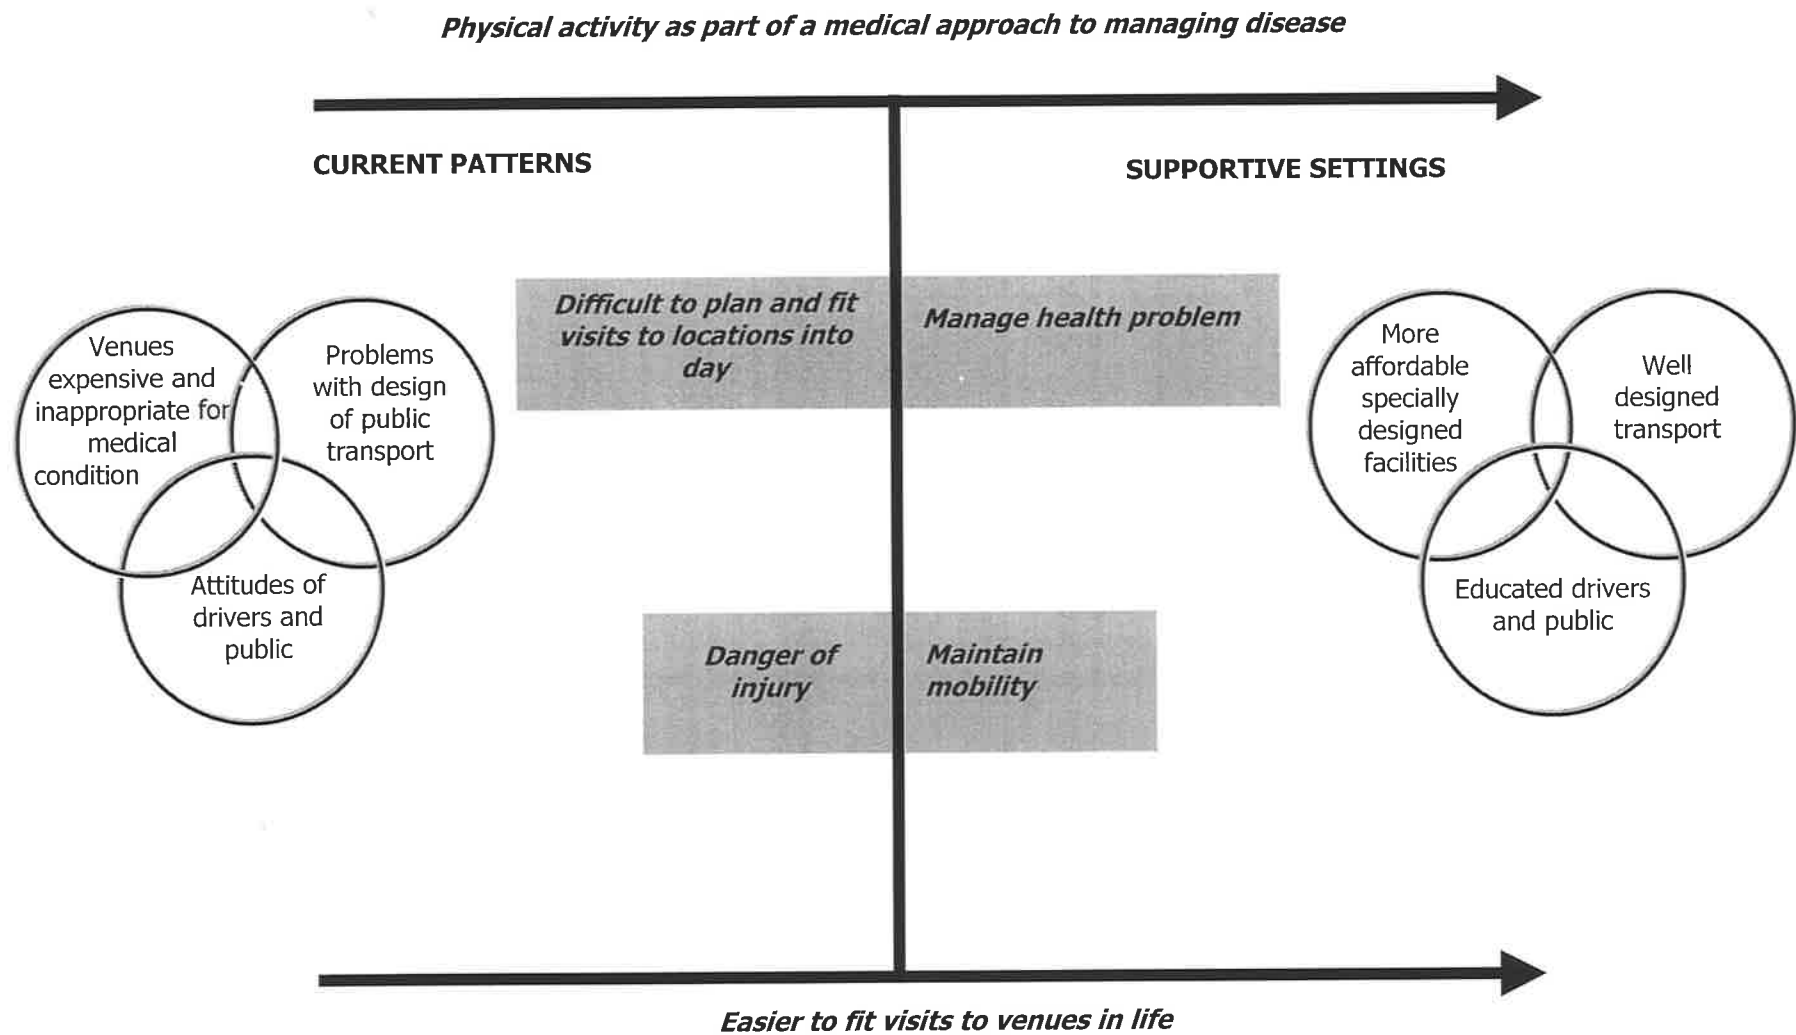 Physical activity as part of a medical approach to managing disease
CURRENT PATTERNS
SUPPORTIVE SETTINGS
Venues
expensive and
inappropriate for
medical
condition
Problems
with design
of public
transport
Attitudes of
drivers and
public
Difficult to plan and fit
visits to locations into
day
Manage health problem
Danger of
injury
Maintain
mobility
More
affordable
specially
designed
facilities
Well
designed
transport
Educated drivers
and public
Easier to fit visits to venues in life